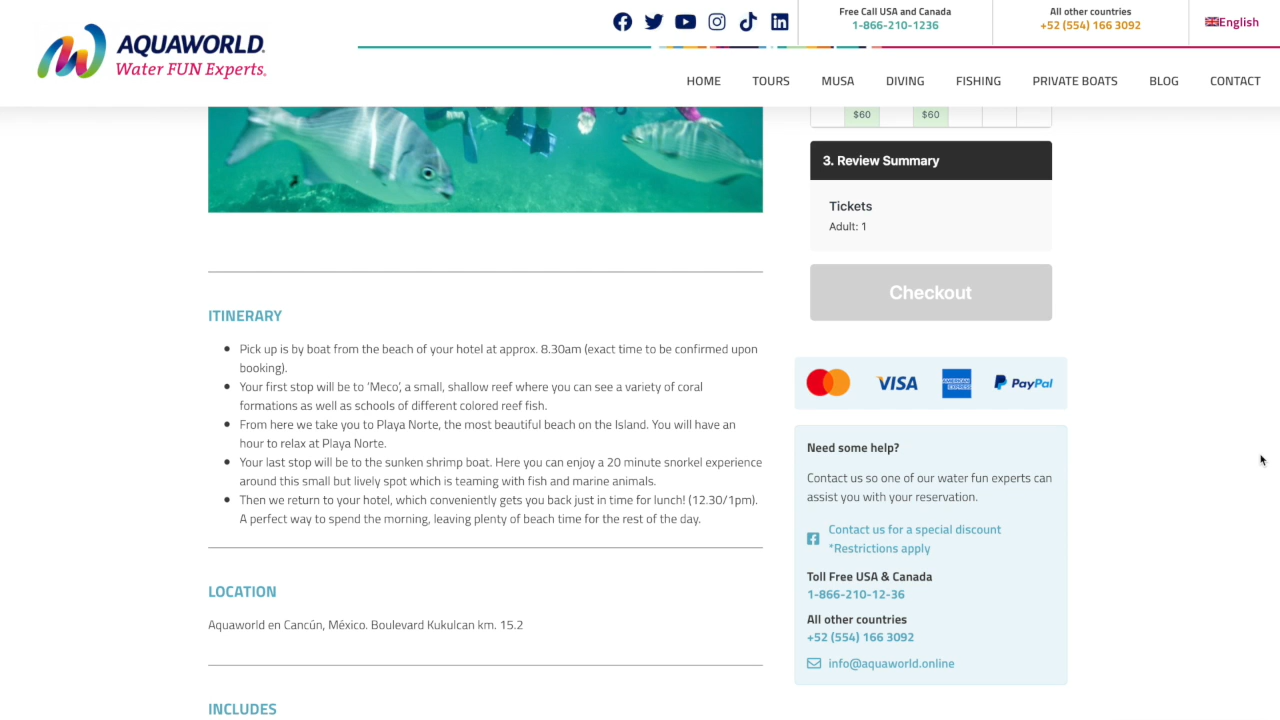 AQUAWORLD.
Water FUN Experts.
Free Call USA and Canada
1-866-210-1236
All other countries
+52 (554) 166 3092
English
HOME
TOURS
MUSA
DIVING
FISHING
PRIVATE BOATS
BLOG
CONTACT
$60
$60
3. Review Summary
Tickets
Adult: 1
Checkout
ITINERARY
Pick up is by boat from the beach of your hotel at approx. 8.30am (exact time to be confirmed upon
booking).
Your first stop will be to ‘Meco’, a small, shallow reef where you can see a variety of coral
formations as well as schools of different colored reef fish.
From here we take you to Playa Norte, the most beautiful beach on the Island. You will have an
hour to relax at Playa Norte.
Your last stop will be to the sunken shrimp boat. Here you can enjoy a 20 minute snorkel experience
around this small but lively spot which is teaming with fish and marine animals.
Then we return to your hotel, which conveniently gets you back just in time for lunch! (12.30/1pm).
A perfect way to spend the morning, leaving plenty of beach time for the rest of the day.
LOCATION
Aquaworld en Cancún, México. Boulevard Kukulcan km. 15.2
INCLUDES
VISA
AMERICAN EXPRESS
PayPal
Need some help?
Contact us so one of our water fun experts can
assist you with your reservation.
Contact us for a special discount
*Restrictions apply
Toll Free USA & Canada
1-866-210-12-36
All other countries
+52 (554) 166 3092
info@aquaworld.online